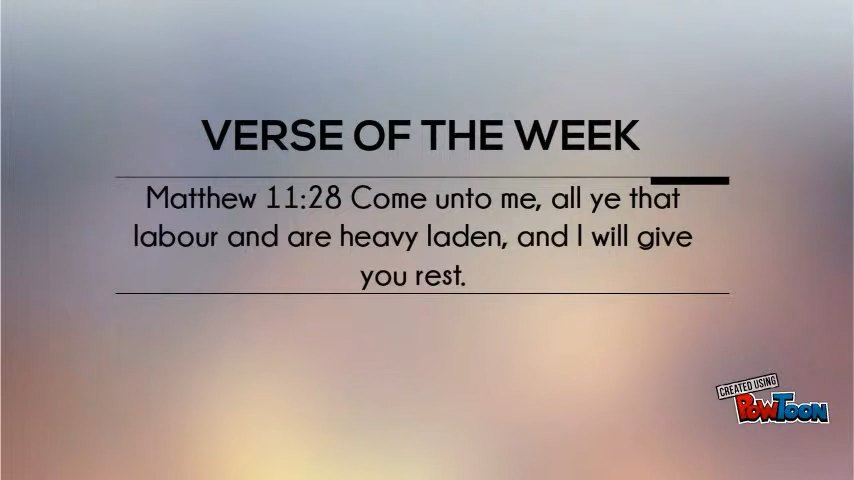 VERSE OF THE WEEK
Matthew 11:28 Come unto me, all ye that
labour and are heavy laden, and I will give
you rest.
CREATED USING
POWTOON